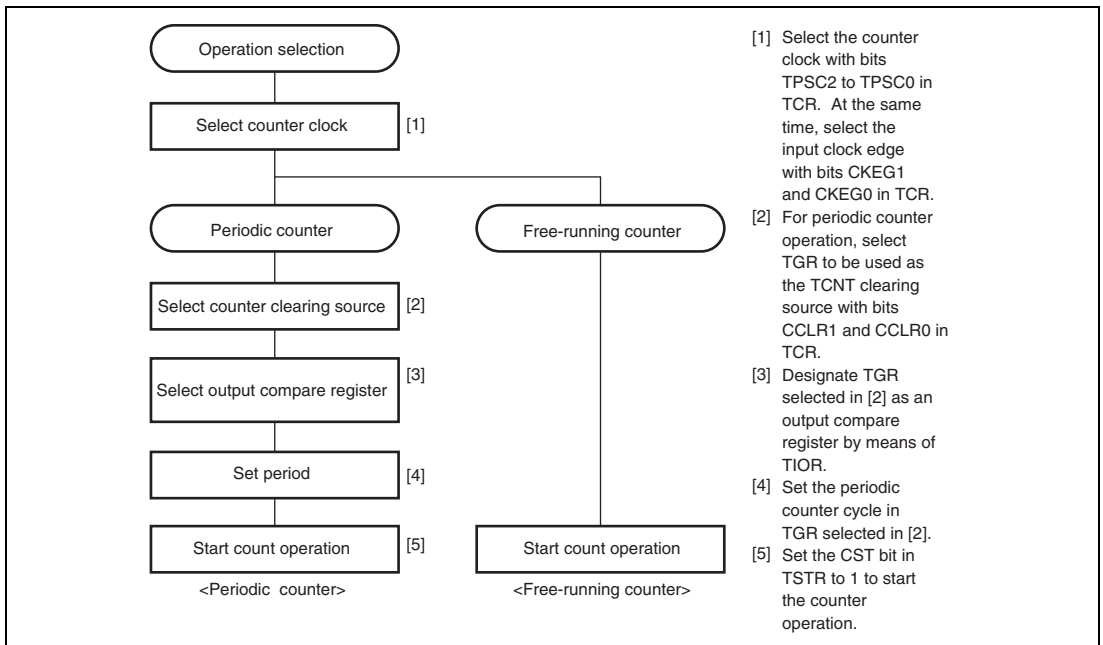 Operation selection
Select counter clock
[1]
Periodic counter
Free-running counter
Select counter clearing source
[2]
Select output compare register
[3]
Set period
[4]
Start count operation
[5]
Start count operation
<Periodic counter>
<Free-running counter>
[1] Select the counter
clock with bits
TPSC2 to TPSC0 in
TCR. At the same
time, select the
input clock edge
with bits CKEG1
and CKEG0 in TCR.
[2] For periodic counter
operation, select
TGR to be used as
the TCNT clearing
source with bits
CCLR1 and CCLR0 in
TCR.
[3] Designate TGR
selected in [2] as an
output compare
register by means of
TIOR.
[4] Set the periodic
counter cycle in
TGR selected in [2].
[5] Set the CST bit in
TSTR to 1 to start
the counter
operation.